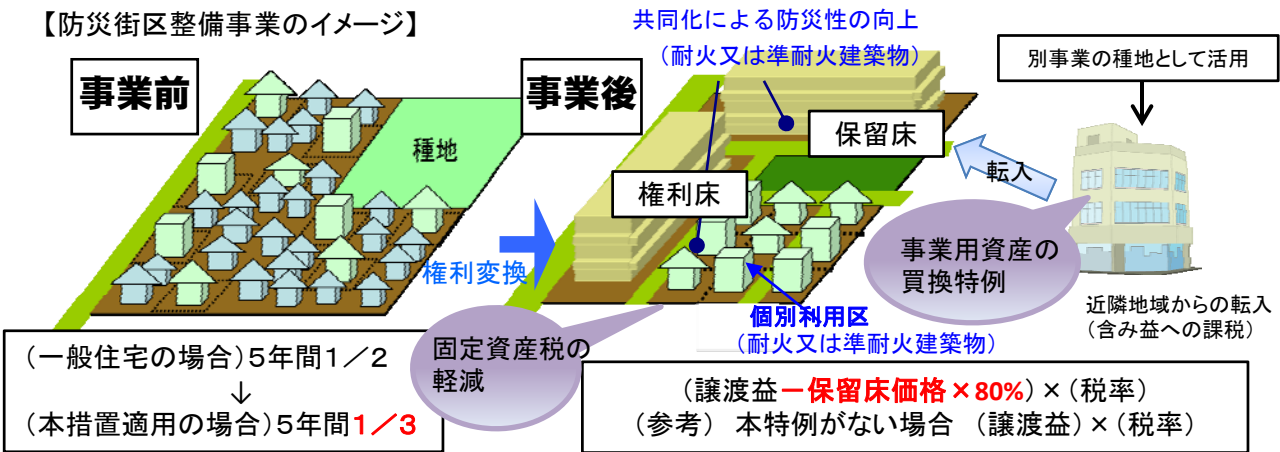 【防災街区整備事業のイメージ】
事業前
種地
権利変換
事業後
共同化による防災性の向上
（耐火又は準耐火建築物）
保留床
権利床
個別利用区
（耐火又は準耐火建築物）
別事業の種地として活用
転入
事業用資産の
買換特例
近隣地域からの転入
（含み益への課税）
固定資産税の
軽減
（一般住宅の場合）５年間１／２
↓
（本措置適用の場合）５年間１／３
（譲渡益－保留床価格×80%）×（税率）
（参考） 本特例がない場合 （譲渡益）×（税率）